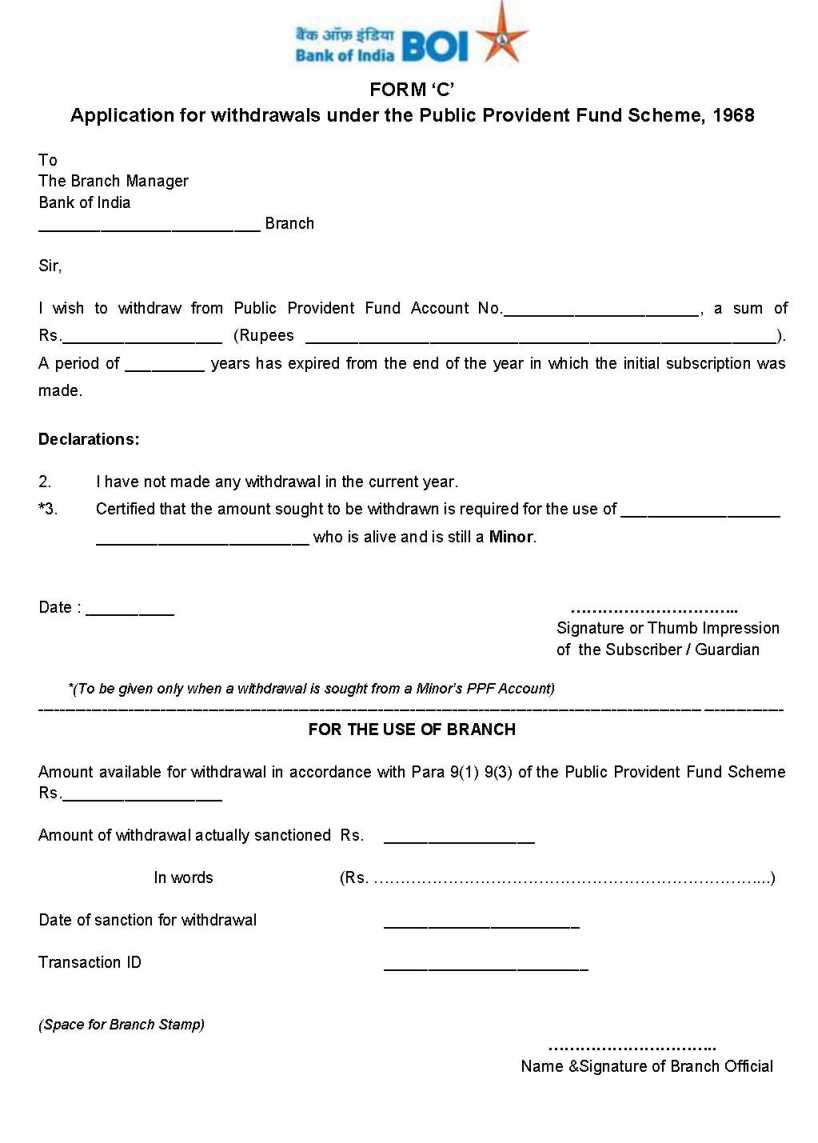 बैंक ऑफ़ इंडिया
Bank of India BOI
FORM ‘C’
Application for withdrawals under the Public Provident Fund Scheme, 1968
To
The Branch Manager
Bank of India
_________________________ Branch
Sir,
I wish to withdraw from Public Provident Fund Account No.______________________, a sum of
Rs.__________________ (Rupees _____________________________________________________).
A period of _________ years has expired from the end of the year in which the initial subscription was
made.
Declarations:
2. I have not made any withdrawal in the current year.
*3. Certified that the amount sought to be withdrawn is required for the use of __________________
________________________ who is alive and is still a Minor.
Date : __________ …………………………..
Signature or Thumb Impression
of the Subscriber / Guardian
*(To be given only when a withdrawal is sought from a Minor’s PPF Account)
--------------------------------------------------------------------------------------------------------------------------------------------
FOR THE USE OF BRANCH
Amount available for withdrawal in accordance with Para 9(1) 9(3) of the Public Provident Fund Scheme
Rs.__________________
Amount of withdrawal actually sanctioned Rs. _________________
In words (Rs. ………………………………………………………………...)
Date of sanction for withdrawal ______________________
Transaction ID _______________________
(Space for Branch Stamp)
…………………………..
Name &Signature of Branch Official